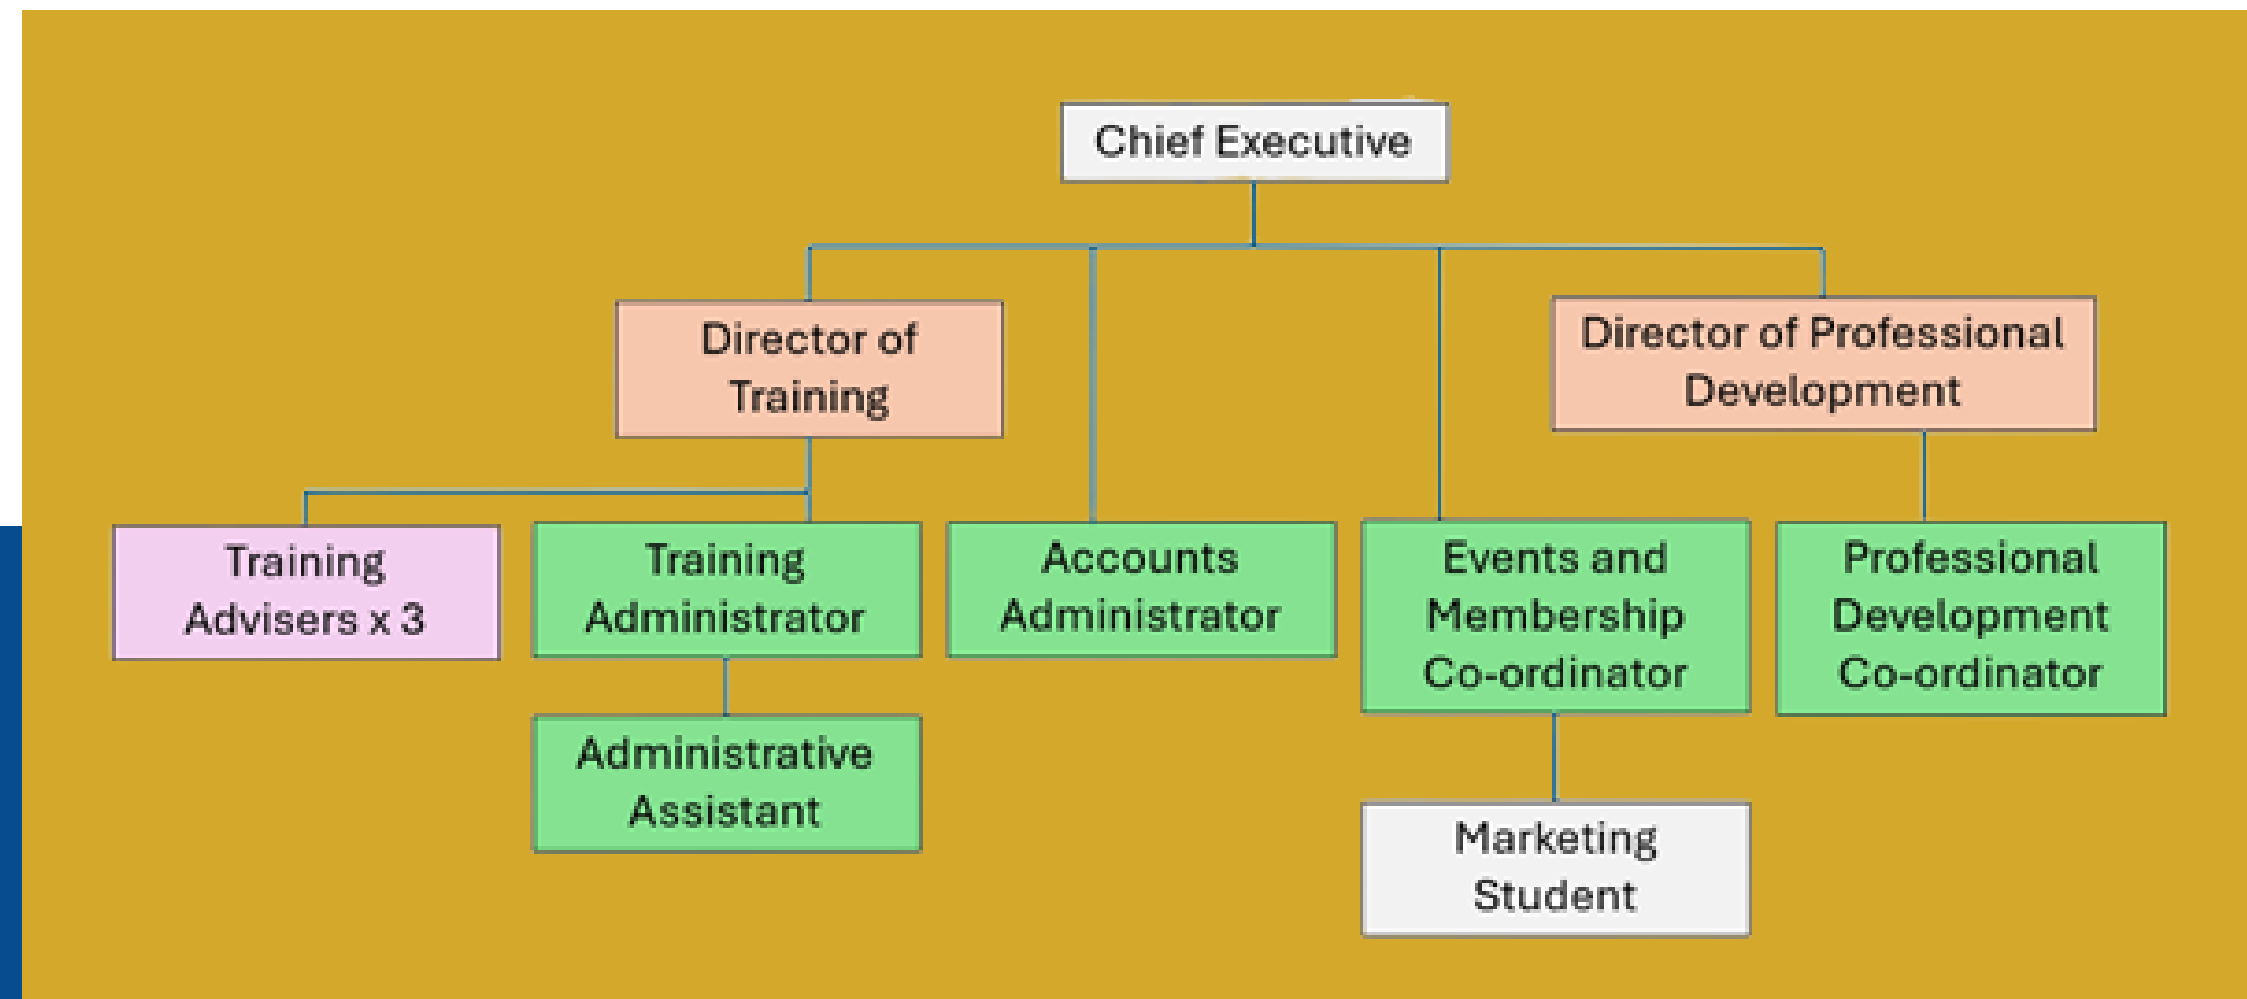 Chief Executive
Director of
Training
Director of Professional
Development
Training
Advisers x 3
Training
Administrator
Accounts
Administrator
Events and
Membership
Co-ordinator
Professional
Development
Co-ordinator
Administrative
Assistant
Marketing
Student